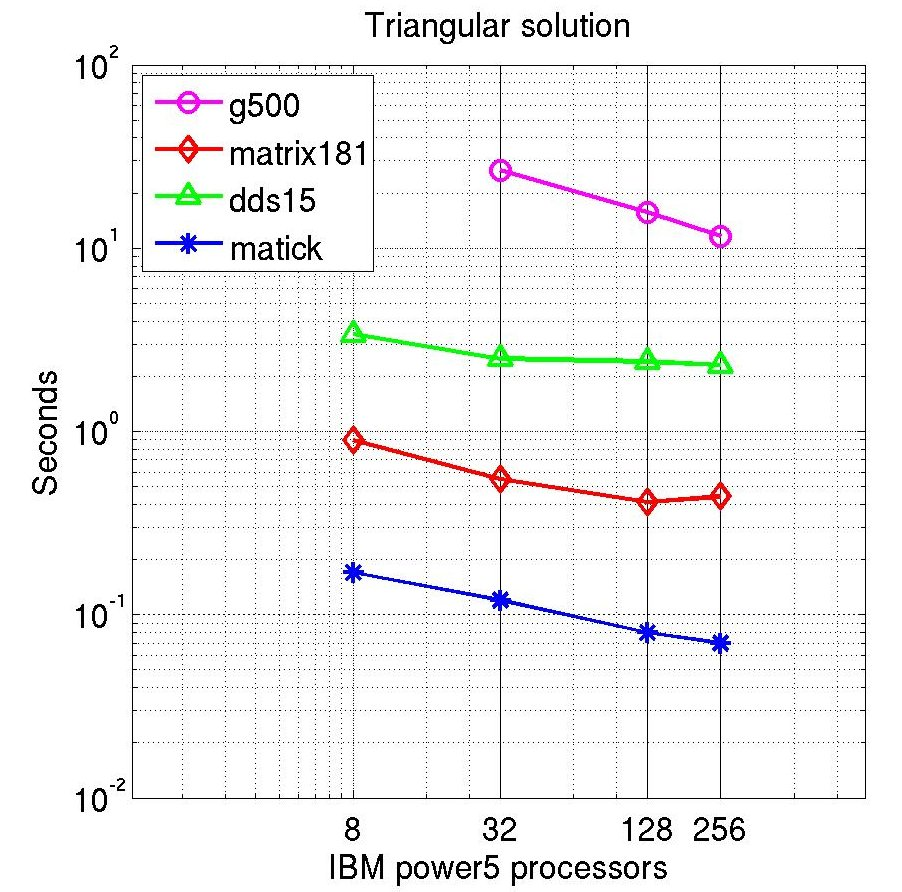 Triangular solution
10^2
g500
matrix181
dds15
matick
10^1
10^0
10^-1
10^-2
Seconds
8 32 128 256
IBM power5 processors